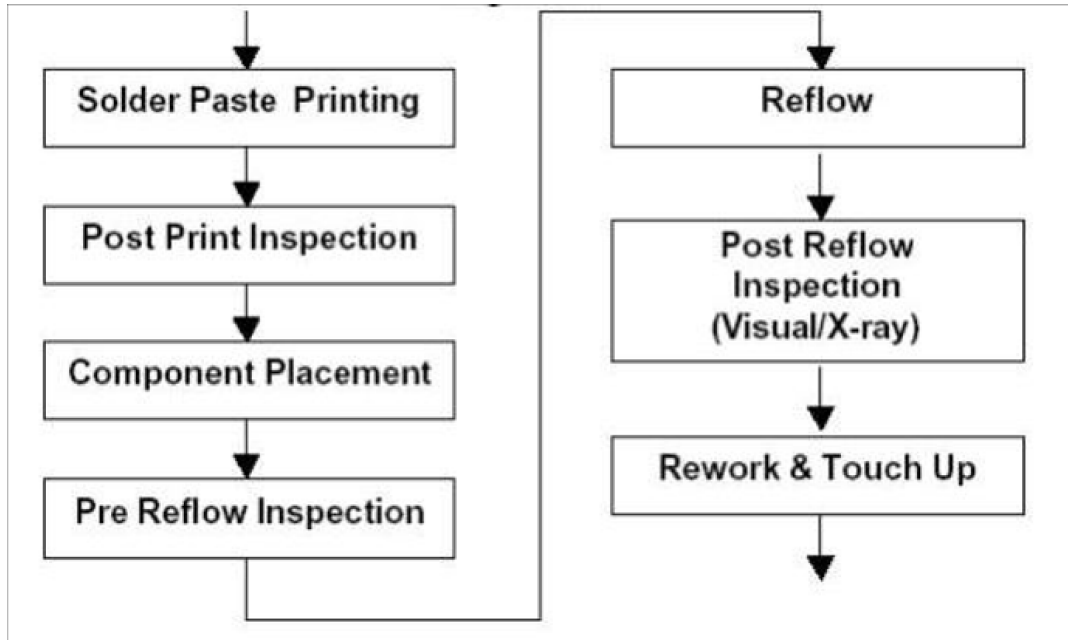 Solder Paste Printing
Post Print Inspection
Component Placement
Pre Reflow Inspection
Reflow
Post Reflow
Inspection
(Visual/X-ray)
Rework & Touch Up